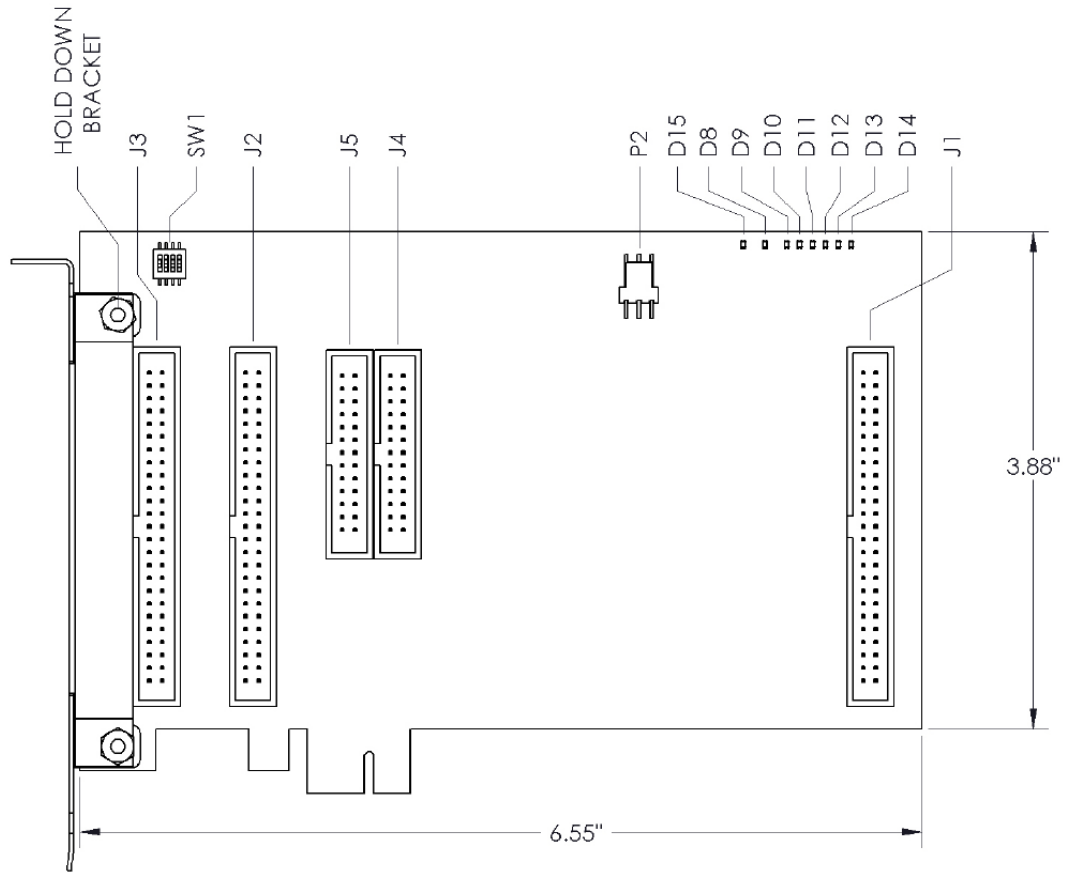 HOLD DOWN
BRACKET
J3
SW1
J2
J5
J4
P2
D15
D8
D9
D10
D11
D12
D13
D14
J1
3.88"
6.55"